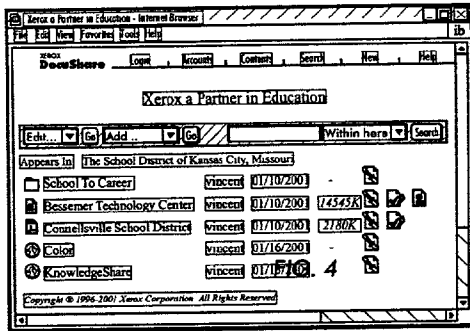 Xerox a Partner in Education - Internet Browser
File Edit View Favorites Tools Help
ib
XEROX
DocuShare
Login , Accounts , Contents , Search , New , Help
Xerox a Partner in Education
Edit... Go Add .. Go Within here Search
Appears In The School District of Kansas City, Missouri
School To Career vincent 01/10/2001 -
Bessemer Technology Center vincent 01/10/2001 14545K
Connellsville School District vincent 01/10/2001 2180K
Color vincent 01/16/2001 -
KnowledgeShare vincent
FIG. 4
Copyright © 1996-2001 Xerox Corporation All Rights Reserved